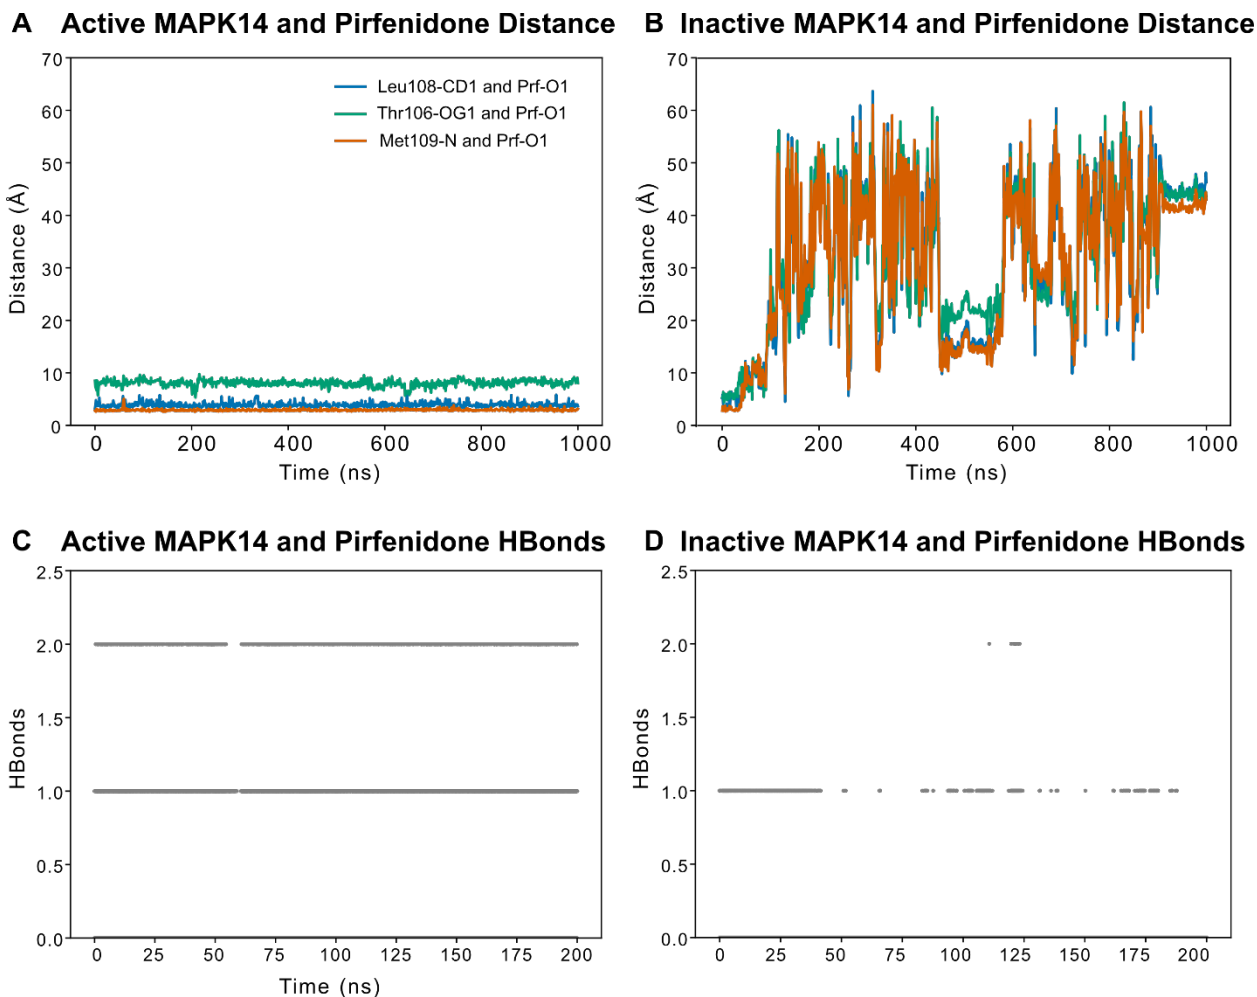 A Active MAPK14 and Pirfenidone Distance
70
60
50
40
30
20
10
0
Distance (Å)
Leu108-CD1 and Prf-O1
Thr106-OG1 and Prf-O1
Met109-N and Prf-O1
0 200 400 600 800 1000
Time (ns)
B Inactive MAPK14 and Pirfenidone Distance
70
60
50
40
30
20
10
0
Distance (Å)
0 200 400 600 800 1000
Time (ns)
C Active MAPK14 and Pirfenidone HBonds
2.5
2.0
1.5
1.0
0.5
0.0
HBonds
0 25 50 75 100 125 150 175 200
Time (ns)
D Inactive MAPK14 and Pirfenidone HBonds
2.5
2.0
1.5
1.0
0.5
0.0
HBonds
0 25 50 75 100 125 150 175 200